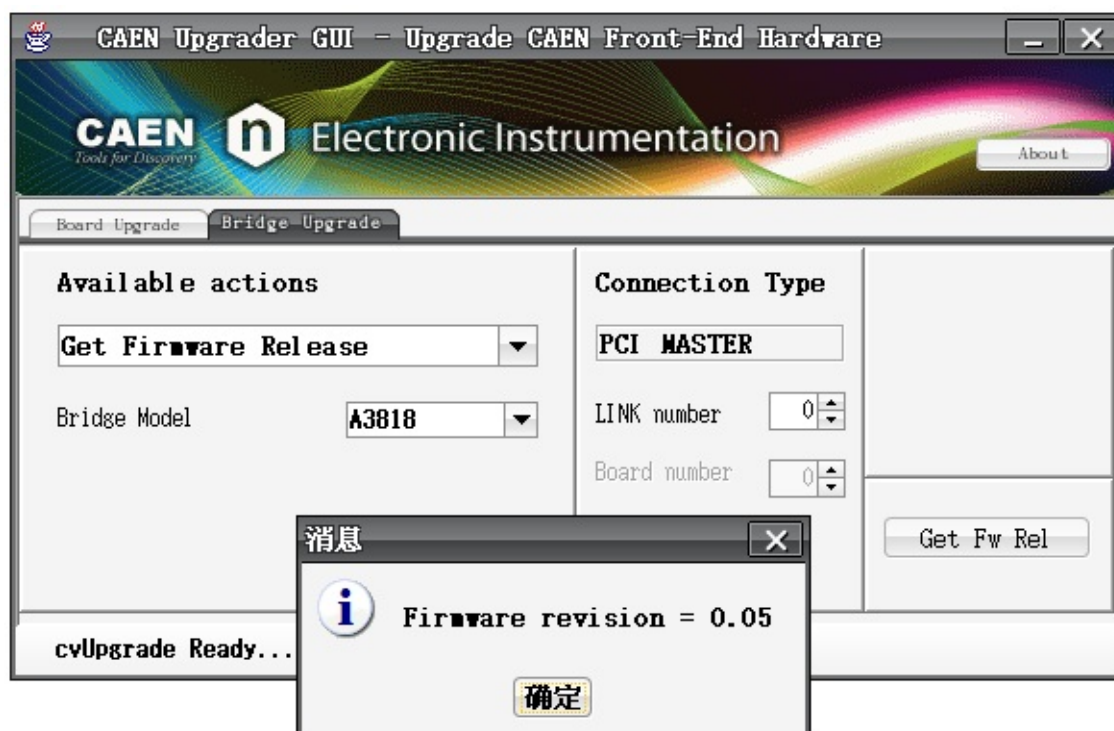 CAEN Upgrader GUI - Upgrade CAEN Front-End Hardware
CAEN n Electronic Instrumentation
Tools for Discovery
About
Board Upgrade
Bridge Upgrade
Available actions
Get Firmware Release
Bridge Model
A3818
Connection Type
PCI MASTER
LINK number
0
Board number
0
Get Fw Rel
消息
Firmware revision = 0.05
确定
cvUpgrade Ready...